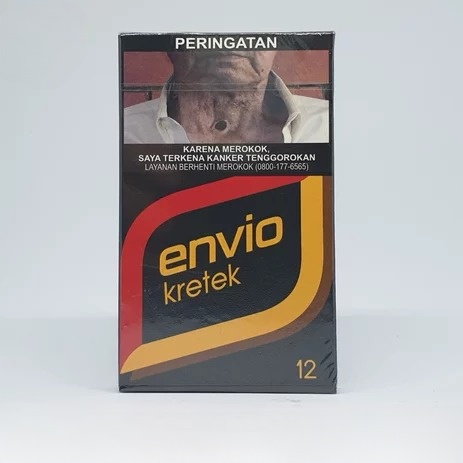 PERINGATAN
KARENA MEROKOK,
SAYA TERKENA KANKER TENGGOROKAN
LAYANAN BERHENTI MEROKOK (0800-177-6565)
envio
kretek
12